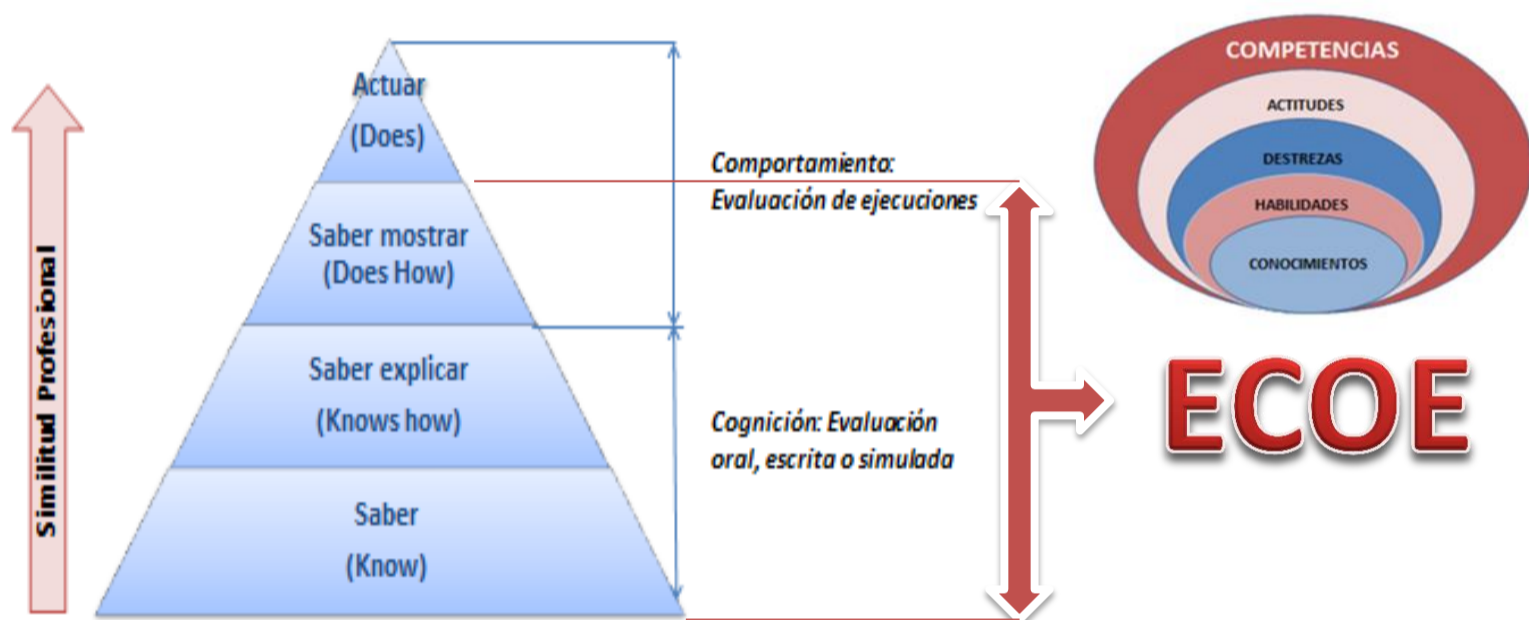 Similitud Profesional
Actuar
(Does)
Saber mostrar
(Does How)
Saber explicar
(Knows how)
Saber
(Know)
Comportamiento:
Evaluación de ejecuciones
Cognición: Evaluación
oral, escrita o simulada
COMPETENCIAS
ACTITUDES
DESTREZAS
HABILIDADES
CONOCIMIENTOS
ECOE